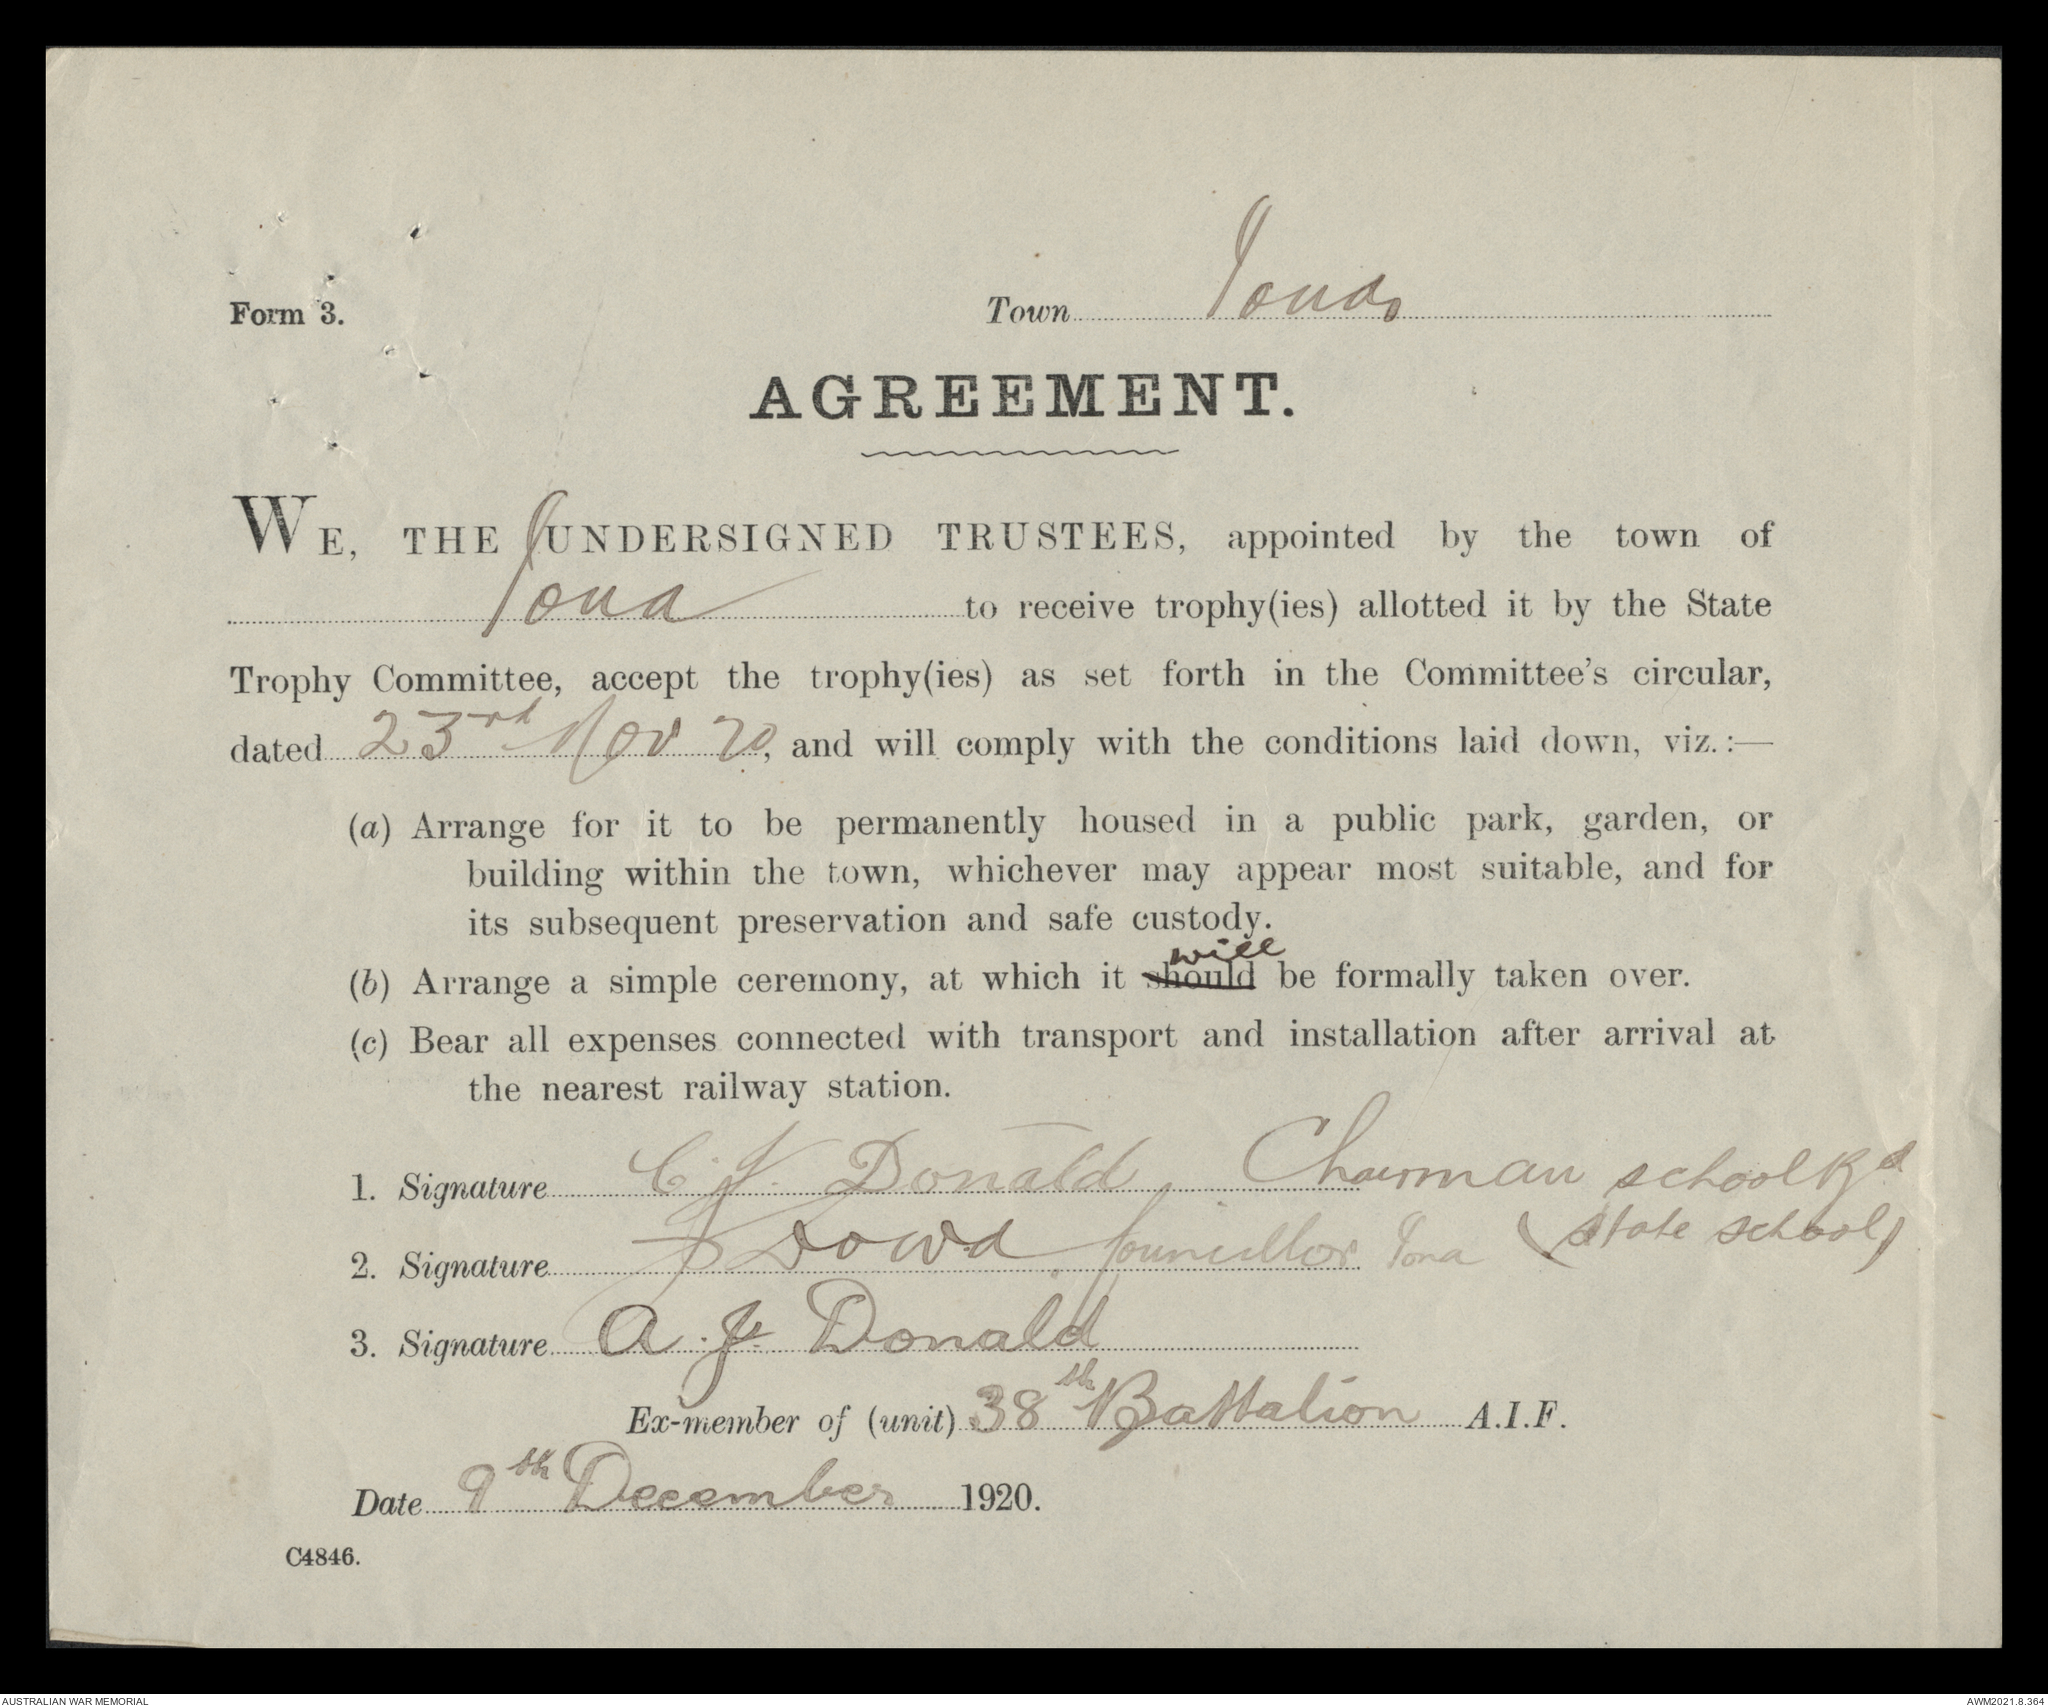 Form 3.
Town Iona
AGREEMENT.
WE, THE UNDERSIGNED TRUSTEES, appointed by the town of
Iona to receive trophy(ies) allotted it by the State
Trophy Committee, accept the trophy(ies) as set forth in the Committee's circular,
dated 23rd Nov 20, and will comply with the conditions laid down, viz.:—
(a) Arrange for it to be permanently housed in a public park, garden, or
building within the town, whichever may appear most suitable, and for
its subsequent preservation and safe custody.
will
(b) Arrange a simple ceremony, at which it should be formally taken over.
(c) Bear all expenses connected with transport and installation after arrival at
the nearest railway station.
1. Signature C. Donald, Chairman school Bd
(State school)
2. Signature Dowd Councillor Iona
3. Signature A. J. Donald
Ex-member of (unit) 38th Battalion A.I.F.
Date 9th December 1920.
C4846.
AUSTRALIAN WAR MEMORIAL
AWM2021.8.364